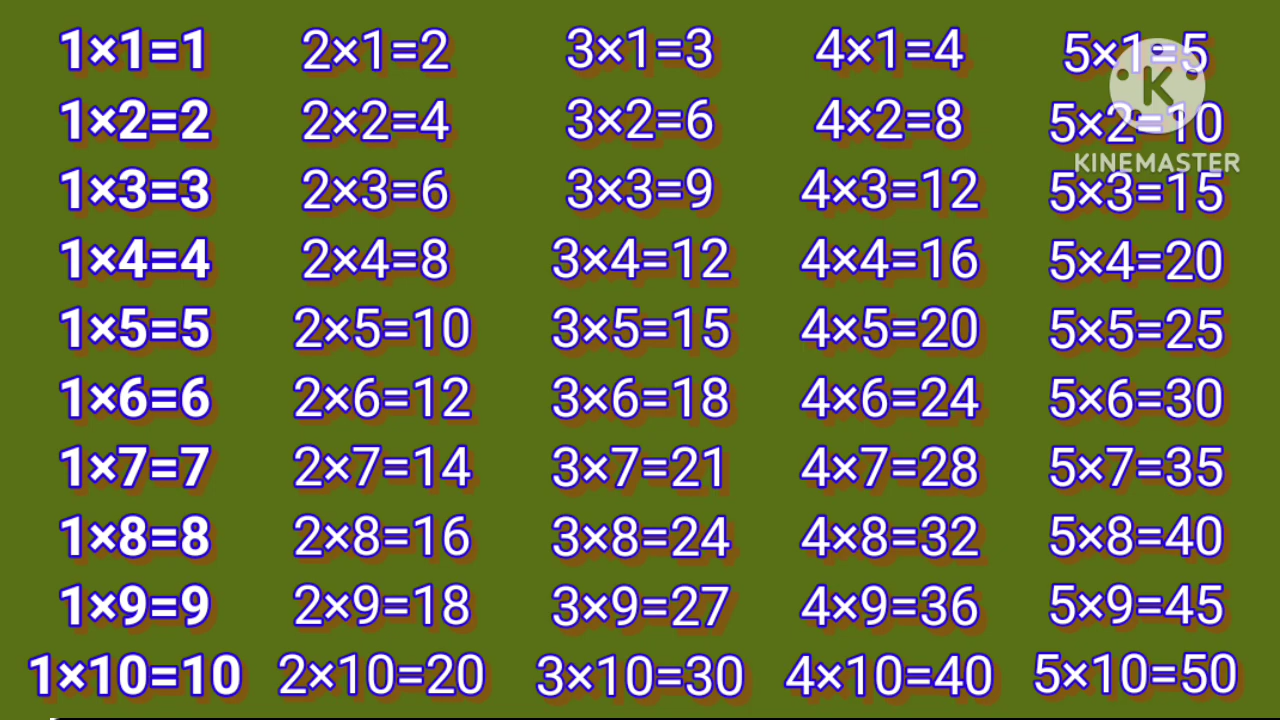 1×1=1 2×1=2 3×1=3 4×1=4 5×1=5
1×2=2 2×2=4 3×2=6 4×2=8 5×2=10
K
KINEMASTER
1×3=3 2×3=6 3×3=9 4×3=12 5×3=15
1×4=4 2×4=8 3×4=12 4×4=16 5×4=20
1×5=5 2×5=10 3×5=15 4×5=20 5×5=25
1×6=6 2×6=12 3×6=18 4×6=24 5×6=30
1×7=7 2×7=14 3×7=21 4×7=28 5×7=35
1×8=8 2×8=16 3×8=24 4×8=32 5×8=40
1×9=9 2×9=18 3×9=27 4×9=36 5×9=45
1×10=10 2×10=20 3×10=30 4×10=40 5×10=50